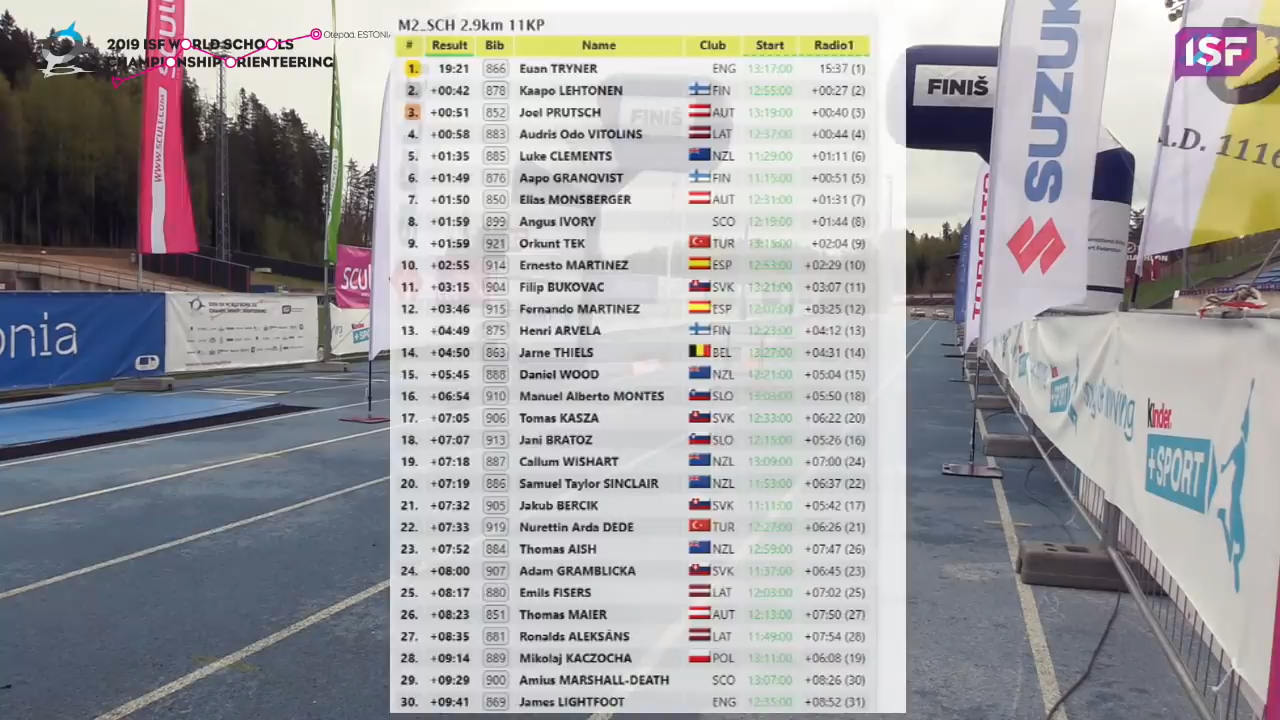 2019 ISF WORLD SCHOOLS
CHAMPIONSHIP ORIENTEERING
Otepää, ESTONIA
ISF
M2_SCH 2.9km 11KP
# Result Bib Name Club Start Radio1
1. 19:21 866 Euan TRYNER ENG 13:17:00 15:37 (1)
2. +00:42 878 Kaapo LEHTONEN FIN 12:55:00 +00:27 (2)
3. +00:51 852 Joel PRUTSCH AUT 13:19:00 +00:40 (3)
4. +00:58 883 Audris Odo VITOLINS LAT 12:37:00 +00:44 (4)
5. +01:35 885 Luke CLEMENTS NZL 11:29:00 +01:11 (6)
6. +01:49 876 Aapo GRANQVIST FIN 11:15:00 +00:51 (5)
7. +01:50 850 Elias MONSBERGER AUT 12:31:00 +01:31 (7)
8. +01:59 899 Angus IVORY SCO 12:19:00 +01:44 (8)
9. +01:59 921 Orkunt TEK TUR 13:15:00 +02:04 (9)
10. +02:55 914 Ernesto MARTINEZ ESP 12:53:00 +02:29 (10)
11. +03:15 904 Filip BUKOVAC SVK 13:21:00 +03:07 (11)
12. +03:46 915 Fernando MARTINEZ ESP 12:07:00 +03:25 (12)
13. +04:49 875 Henri ARVELA FIN 12:23:00 +04:12 (13)
14. +04:50 863 Jarne THIELS BEL 13:27:00 +04:31 (14)
15. +05:45 888 Daniel WOOD NZL 12:21:00 +05:04 (15)
16. +06:54 910 Manuel Alberto MONTES SLO 13:03:00 +05:50 (18)
17. +07:05 906 Tomas KASZA SVK 12:33:00 +06:22 (20)
18. +07:07 913 Jani BRATOZ SLO 12:15:00 +05:26 (16)
19. +07:18 887 Callum WISHART NZL 13:09:00 +07:00 (24)
20. +07:19 886 Samuel Taylor SINCLAIR NZL 11:53:00 +06:37 (22)
21. +07:32 905 Jakub BERCIK SVK 11:11:00 +05:42 (17)
22. +07:33 919 Nurettin Arda DEDE TUR 12:27:00 +06:26 (21)
23. +07:52 884 Thomas AISH NZL 12:59:00 +07:47 (26)
24. +08:00 907 Adam GRAMBLICKA SVK 11:37:00 +06:45 (23)
25. +08:17 880 Emils FISERS LAT 12:03:00 +07:02 (25)
26. +08:23 851 Thomas MAIER AUT 12:13:00 +07:50 (27)
27. +08:35 881 Ronalds ALEKSĀNS LAT 11:49:00 +07:54 (28)
28. +09:14 889 Mikolaj KACZOCHA POL 13:11:00 +06:08 (19)
29. +09:29 900 Amius MARSHALL-DEATH SCO 13:07:00 +08:26 (30)
30. +09:41 869 James LIGHTFOOT ENG 12:35:00 +08:52 (31)
FINIŠ
FINIŠ
SUZUK
A.D. 1116
WWW.SCULT.COM
SCUL
onia
Kinder
+SPORT